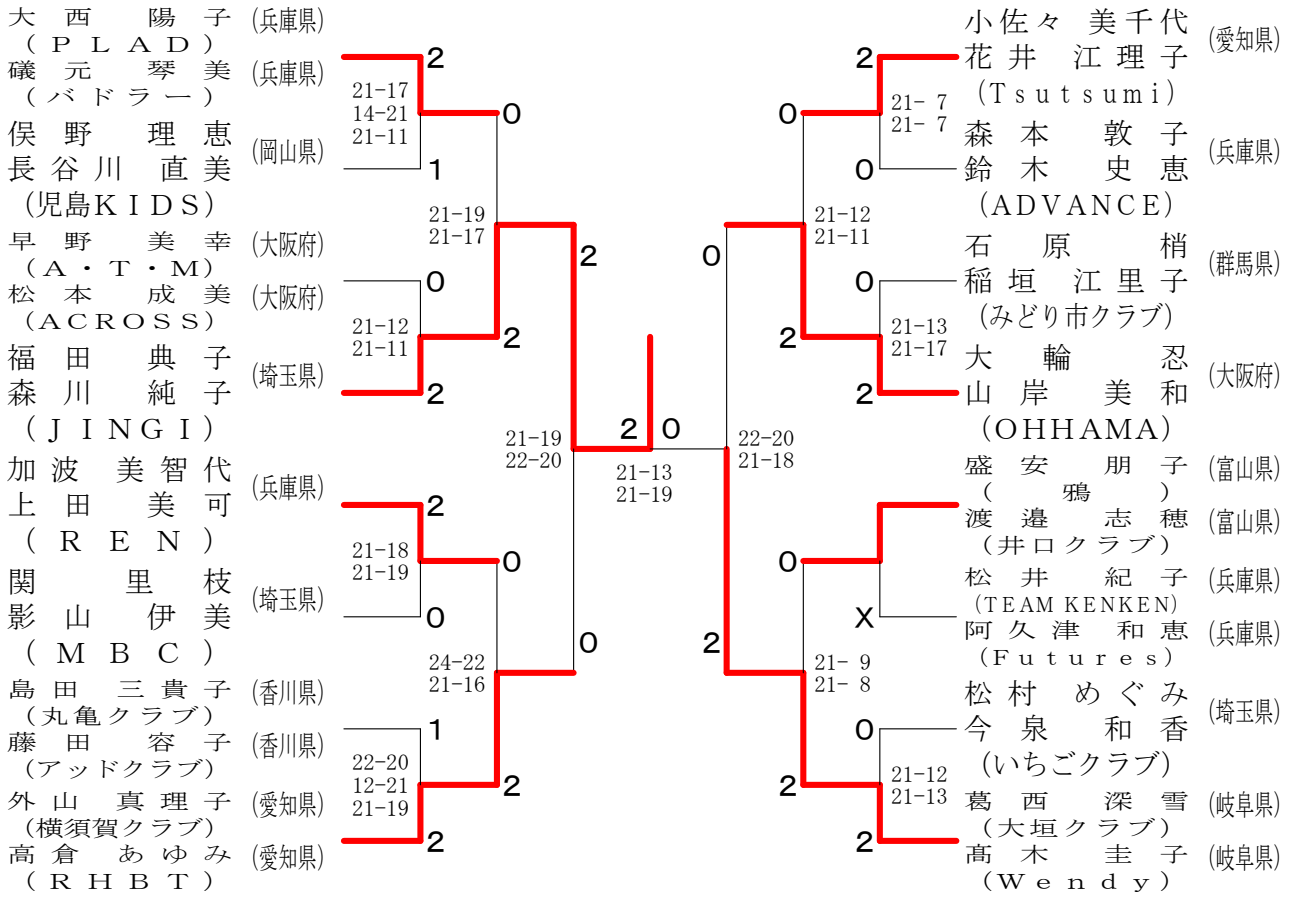 大西 陽子 (兵庫県)
(PLAD)
磯元 琴美 (兵庫県)
(バドラー)
2
21-17
14-21
21-11
0
俣野 理恵
長谷川 直美 (岡山県)
(児島KIDS)
1
21-19
21-17
2
早野 美幸 (大阪府)
(A・T・M)
松本 成美 (大阪府)
(ACROSS)
0
21-12
21-11
2
福田 典子
森川 純子 (埼玉県)
(JINGI)
2
21-19
22-20
加波 美智代
上田 美可 (兵庫県)
(REN)
2
21-18
21-19
0
関 里枝
影山 伊美 (埼玉県)
(MBC)
0
24-22
21-16
0
島田 三貴子 (香川県)
(丸亀クラブ)
藤田 容子 (香川県)
(アッドクラブ)
1
22-20
12-21
21-19
2
外山 真理子 (愛知県)
(横須賀クラブ)
高倉 あゆみ (愛知県)
(RHBT)
2
2 0
21-13
21-19
小佐々 美千代
花井 江理子 (愛知県)
(Tsutsumi)
2
21- 7
21- 7
0
森本 敦子
鈴木 史恵 (兵庫県)
(ADVANCE)
0
21-12
21-11
0
石原 梢
稲垣 江里子 (群馬県)
(みどり市クラブ)
0
21-13
21-17
2
大輪 忍
山岸 美和 (大阪府)
(OHHAMA)
2
22-20
21-18
盛安 朋子 (富山県)
(鴉)
渡邉 志穂 (富山県)
(井口クラブ)
0
松井 紀子 (兵庫県)
(TEAM KENKEN)
阿久津 和恵 (兵庫県)
(Futures)
X
21- 9
21- 8
2
松村 めぐみ
今泉 和香 (埼玉県)
(いちごクラブ)
0
21-12
21-13
2
葛西 深雪 (岐阜県)
(大垣クラブ)
髙木 圭子 (岐阜県)
(Wendy)
2